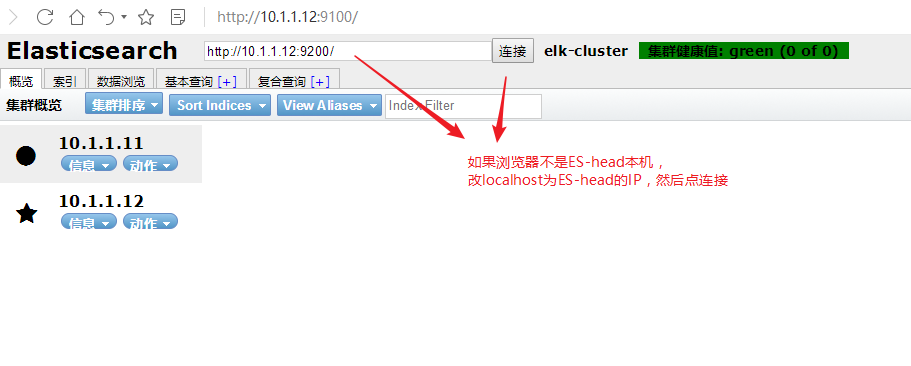 http://10.1.1.12:9100/
Elasticsearch http://10.1.1.12:9200/ 连接 elk-cluster 集群健康值: green (0 of 0)
概览 索引 数据浏览 基本查询 [+] 复合查询 [+]
集群概览 集群排序 Sort Indices View Aliases Index Filter
10.1.1.11
信息 动作
10.1.1.12
信息 动作
如果浏览器不是ES-head本机，
改localhost为ES-head的IP，然后点连接